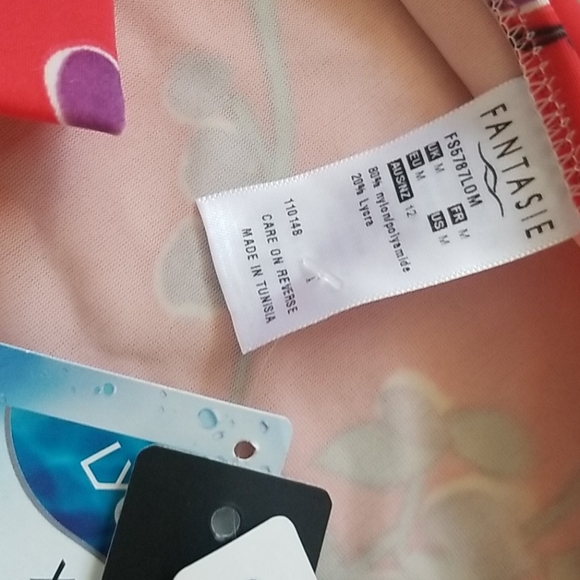 FANTASIE
FS5787LOM
UK M FR M
EU M US M
AUS/NZ 12
80% nylon/polyamide
20% Lycra
110148
CARE ON REVERSE
MADE IN TUNISIA